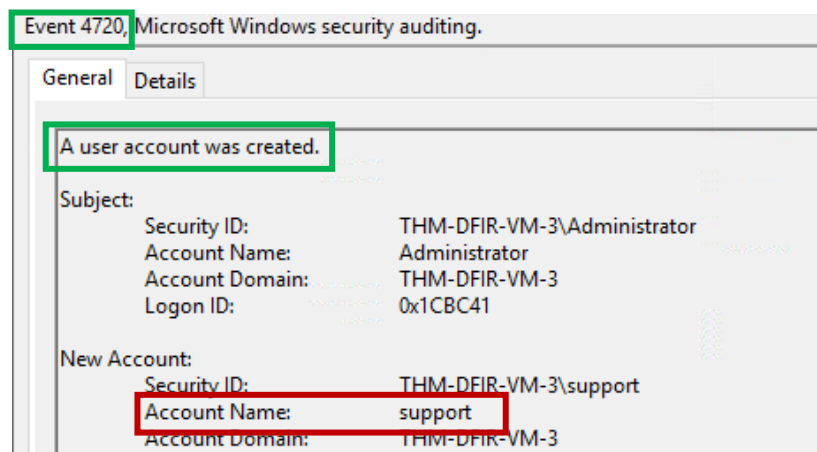 Event 4720, Microsoft Windows security auditing.
General Details
A user account was created.
Subject:
Security ID: THM-DFIR-VM-3\Administrator
Account Name: Administrator
Account Domain: THM-DFIR-VM-3
Logon ID: 0x1CBC41
New Account:
Security ID: THM-DFIR-VM-3\support
Account Name: support
Account Domain: THM-DFIR-VM-3